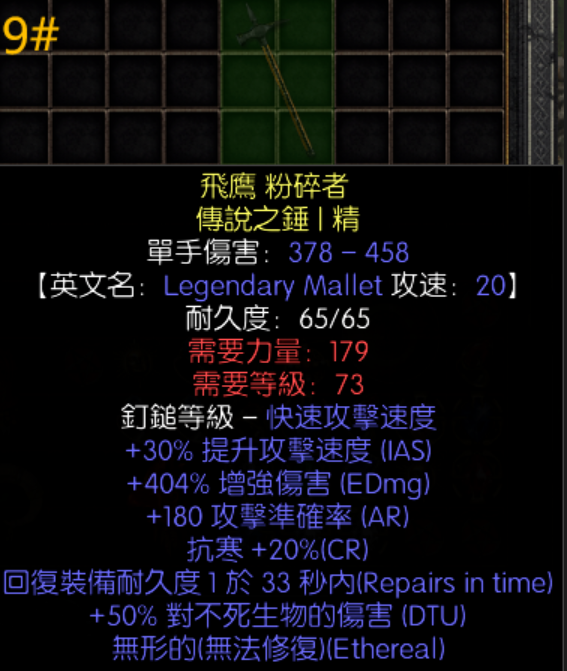 9#
飛鷹 粉碎者
傳說之錘 | 精
單手傷害: 378 – 458
【英文名: Legendary Mallet 攻速: 20】
耐久度: 65/65
需要力量: 179
需要等級: 73
釘鎚等級 – 快速攻擊速度
+30% 提升攻擊速度 (IAS)
+404% 增強傷害 (EDmg)
+180 攻擊準確率 (AR)
抗寒 +20%(CR)
回復裝備耐久度 1 於 33 秒內(Repairs in time)
+50% 對不死生物的傷害 (DTU)
無形的(無法修復)(Ethereal)